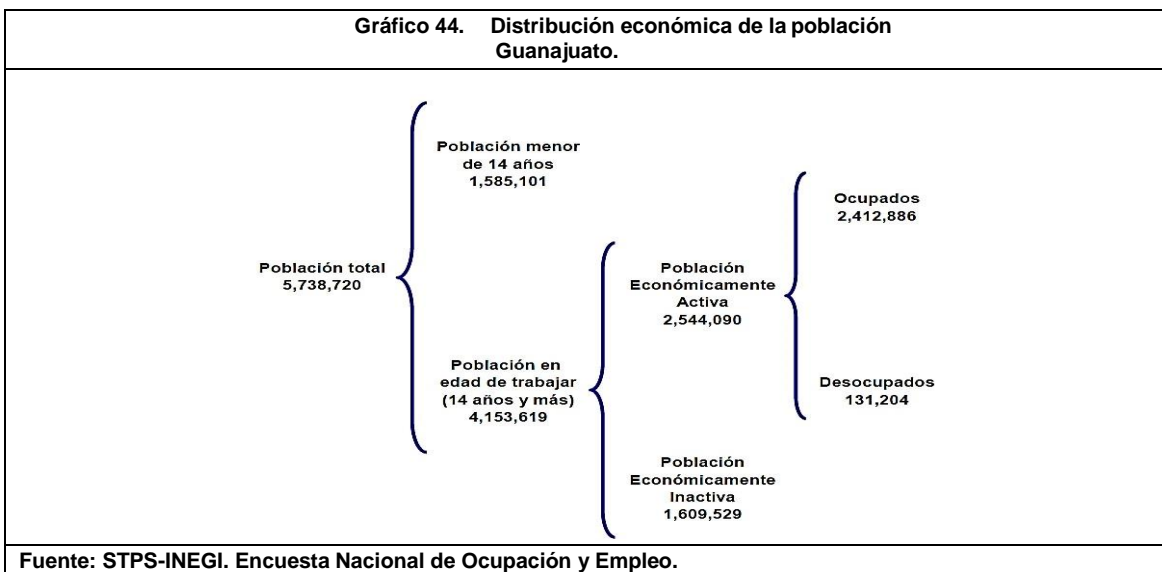 Gráfico 44. Distribución económica de la población
Guanajuato.
Población total
5,738,720
Población menor
de 14 años
1,585,101
Población en
edad de trabajar
(14 años y más)
4,153,619
Población
Económicamente
Activa
2,544,090
Población
Económicamente
Inactiva
1,609,529
Ocupados
2,412,886
Desocupados
131,204
Fuente: STPS-INEGI. Encuesta Nacional de Ocupación y Empleo.